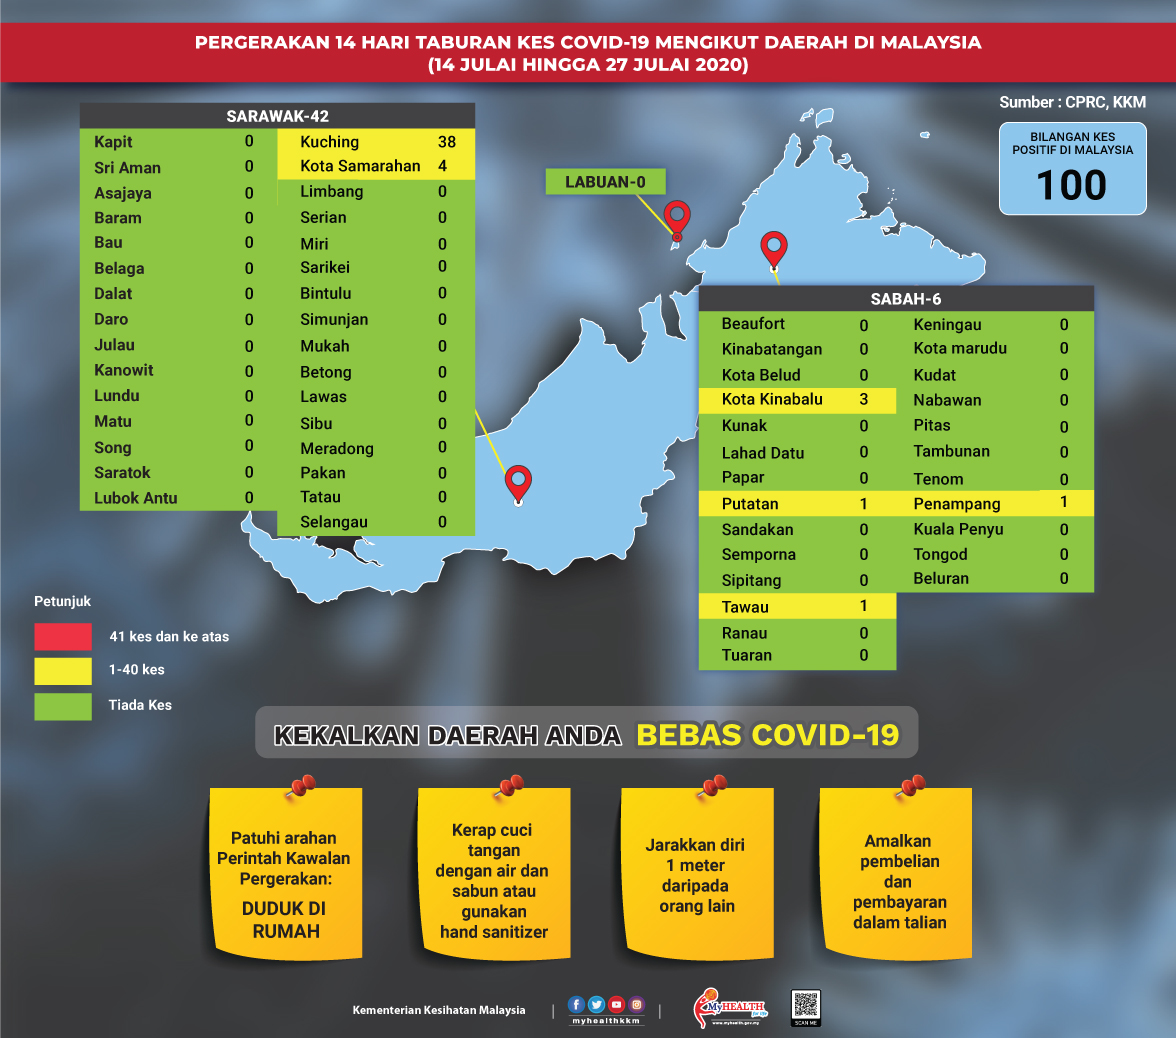 PERGERAKAN 14 HARI TABURAN KES COVID-19 MENGIKUT DAERAH DI MALAYSIA
(14 JULAI HINGGA 27 JULAI 2020)
Sumber : CPRC, KKM
BILANGAN KES
POSITIF DI MALAYSIA
100
SARAWAK-42
Kapit 0 Kuching 38
Sri Aman 0 Kota Samarahan 4
Asajaya 0 Limbang 0
Baram 0 Serian 0
Bau 0 Miri 0
Belaga 0 Sarikei 0
Dalat 0 Bintulu 0
Daro 0 Simunjan 0
Julau 0 Mukah 0
Kanowit 0 Betong 0
Lundu 0 Lawas 0
Matu 0 Sibu 0
Song 0 Meradong 0
Saratok 0 Pakan 0
Lubok Antu 0 Tatau 0
Selangau 0
LABUAN-0
SABAH-6
Beaufort 0 Keningau 0
Kinabatangan 0 Kota marudu 0
Kota Belud 0 Kudat 0
Kota Kinabalu 3 Nabawan 0
Kunak 0 Pitas 0
Lahad Datu 0 Tambunan 0
Papar 0 Tenom 0
Putatan 1 Penampang 1
Sandakan 0 Kuala Penyu 0
Semporna 0 Tongod 0
Sipitang 0 Beluran 0
Tawau 1
Ranau 0
Tuaran 0
Petunjuk
41 kes dan ke atas
1-40 kes
Tiada Kes
KEKALKAN DAERAH ANDA BEBAS COVID-19
Patuhi arahan
Perintah Kawalan
Pergerakan:
DUDUK DI
RUMAH
Kerap cuci
tangan
dengan air dan
sabun atau
gunakan
hand sanitizer
Jarakkan diri
1 meter
daripada
orang lain
Amalkan
pembelian
dan
pembayaran
dalam talian
Kementerian Kesihatan Malaysia
myhealthkkm
MyHEALTH
for life
www.myhealth.gov.my
SCAN ME